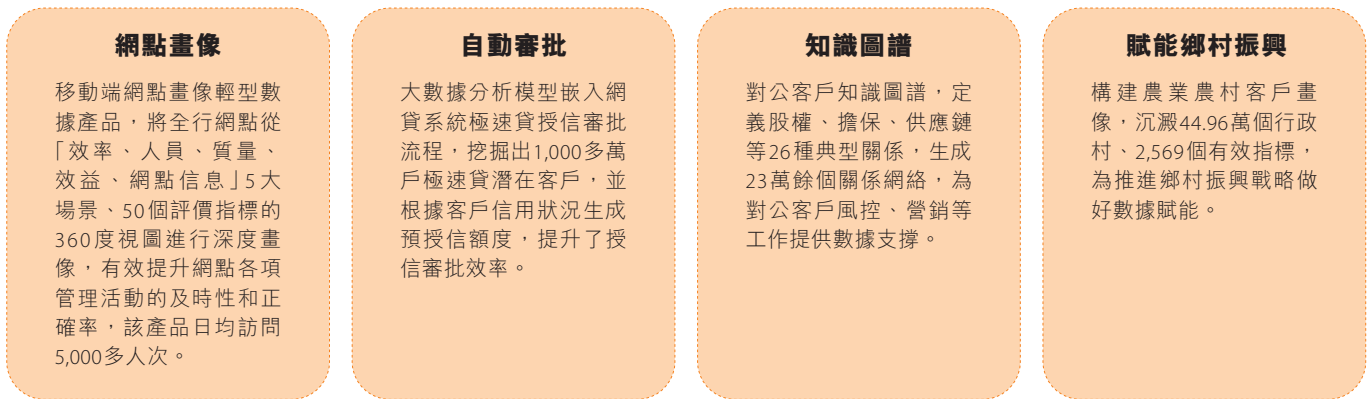 網點畫像
移動端網點畫像輕型數
據產品，將全行網點從
「效率、人員、質量、
效益、網點信息」5大
場景、50個評價指標的
360度視圖進行深度畫
像，有效提升網點各項
管理活動的及時性和正
確率，該產品日均訪問
5,000多人次。
自動審批
大數據分析模型嵌入網
貸系統極速貸授信審批
流程，挖掘出1,000多萬
戶極速貸潛在客戶，並
根據客戶信用狀況生成
預授信額度，提升了授
信審批效率。
知識圖譜
對公客戶知識圖譜，定
義股權、擔保、供應鏈
等26種典型關係，生成
23萬餘個關係網絡，為
對公客戶風控、營銷等
工作提供數據支撐。
賦能鄉村振興
構建農業農村客戶畫
像，沉澱44.96萬個行政
村、2,569個有效指標，
為推進鄉村振興戰略做
好數據賦能。